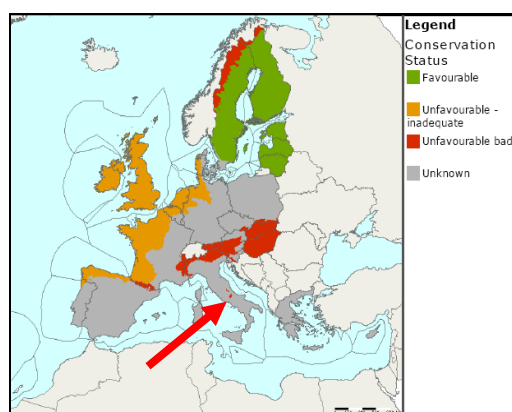 Legend
Conservation
Status
Favourable
Unfavourable -
inadequate
Unfavourable bad
Unknown